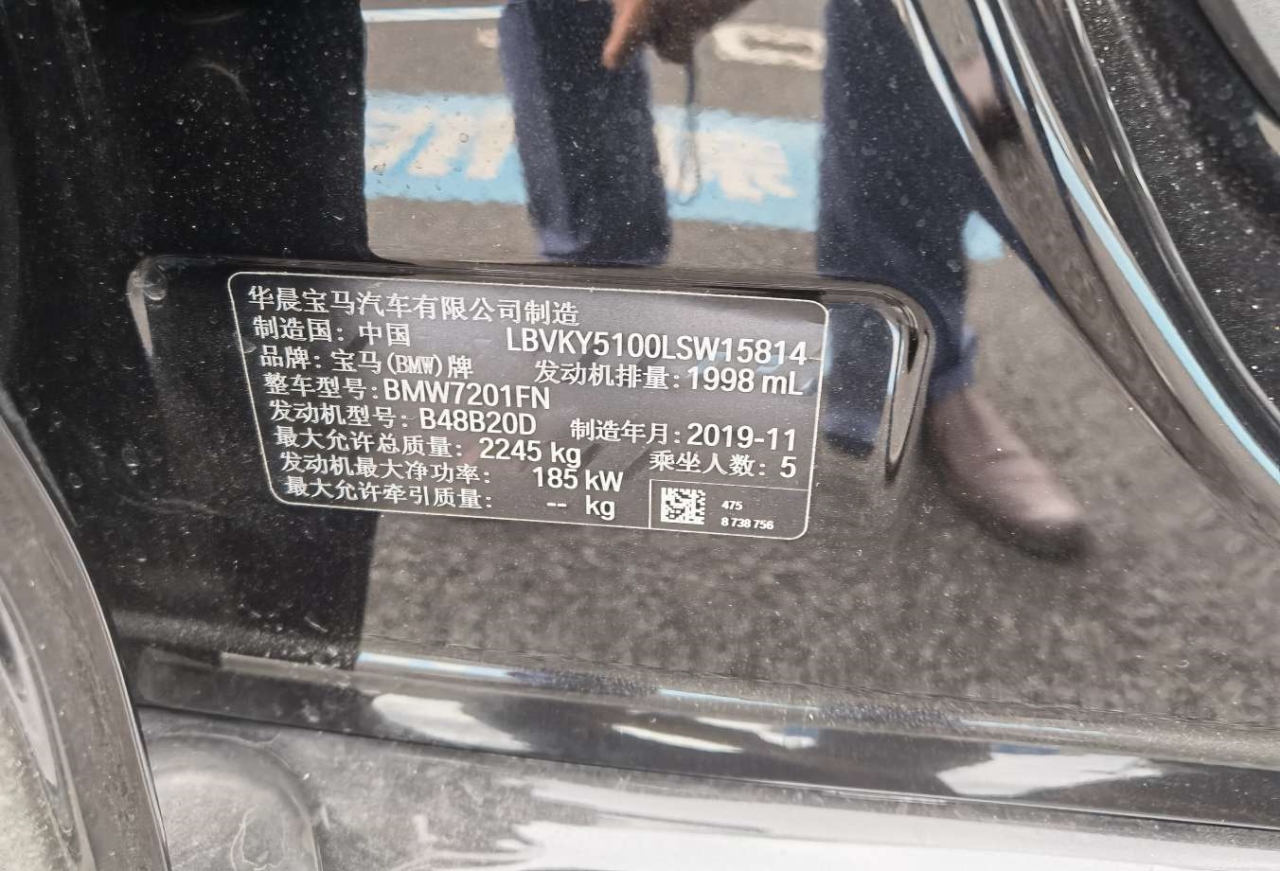 华晨宝马汽车有限公司制造
制造国：中国 LBVKY5100LSW15814
品牌：宝马(BMW)牌 发动机排量：1998 mL
整车型号：BMW7201FN
发动机型号：B48B20D 制造年月：2019-11
最大允许总质量：2245 kg 乘坐人数：5
发动机最大净功率：185 kW
最大允许牵引质量：-- kg
475
8 738 756